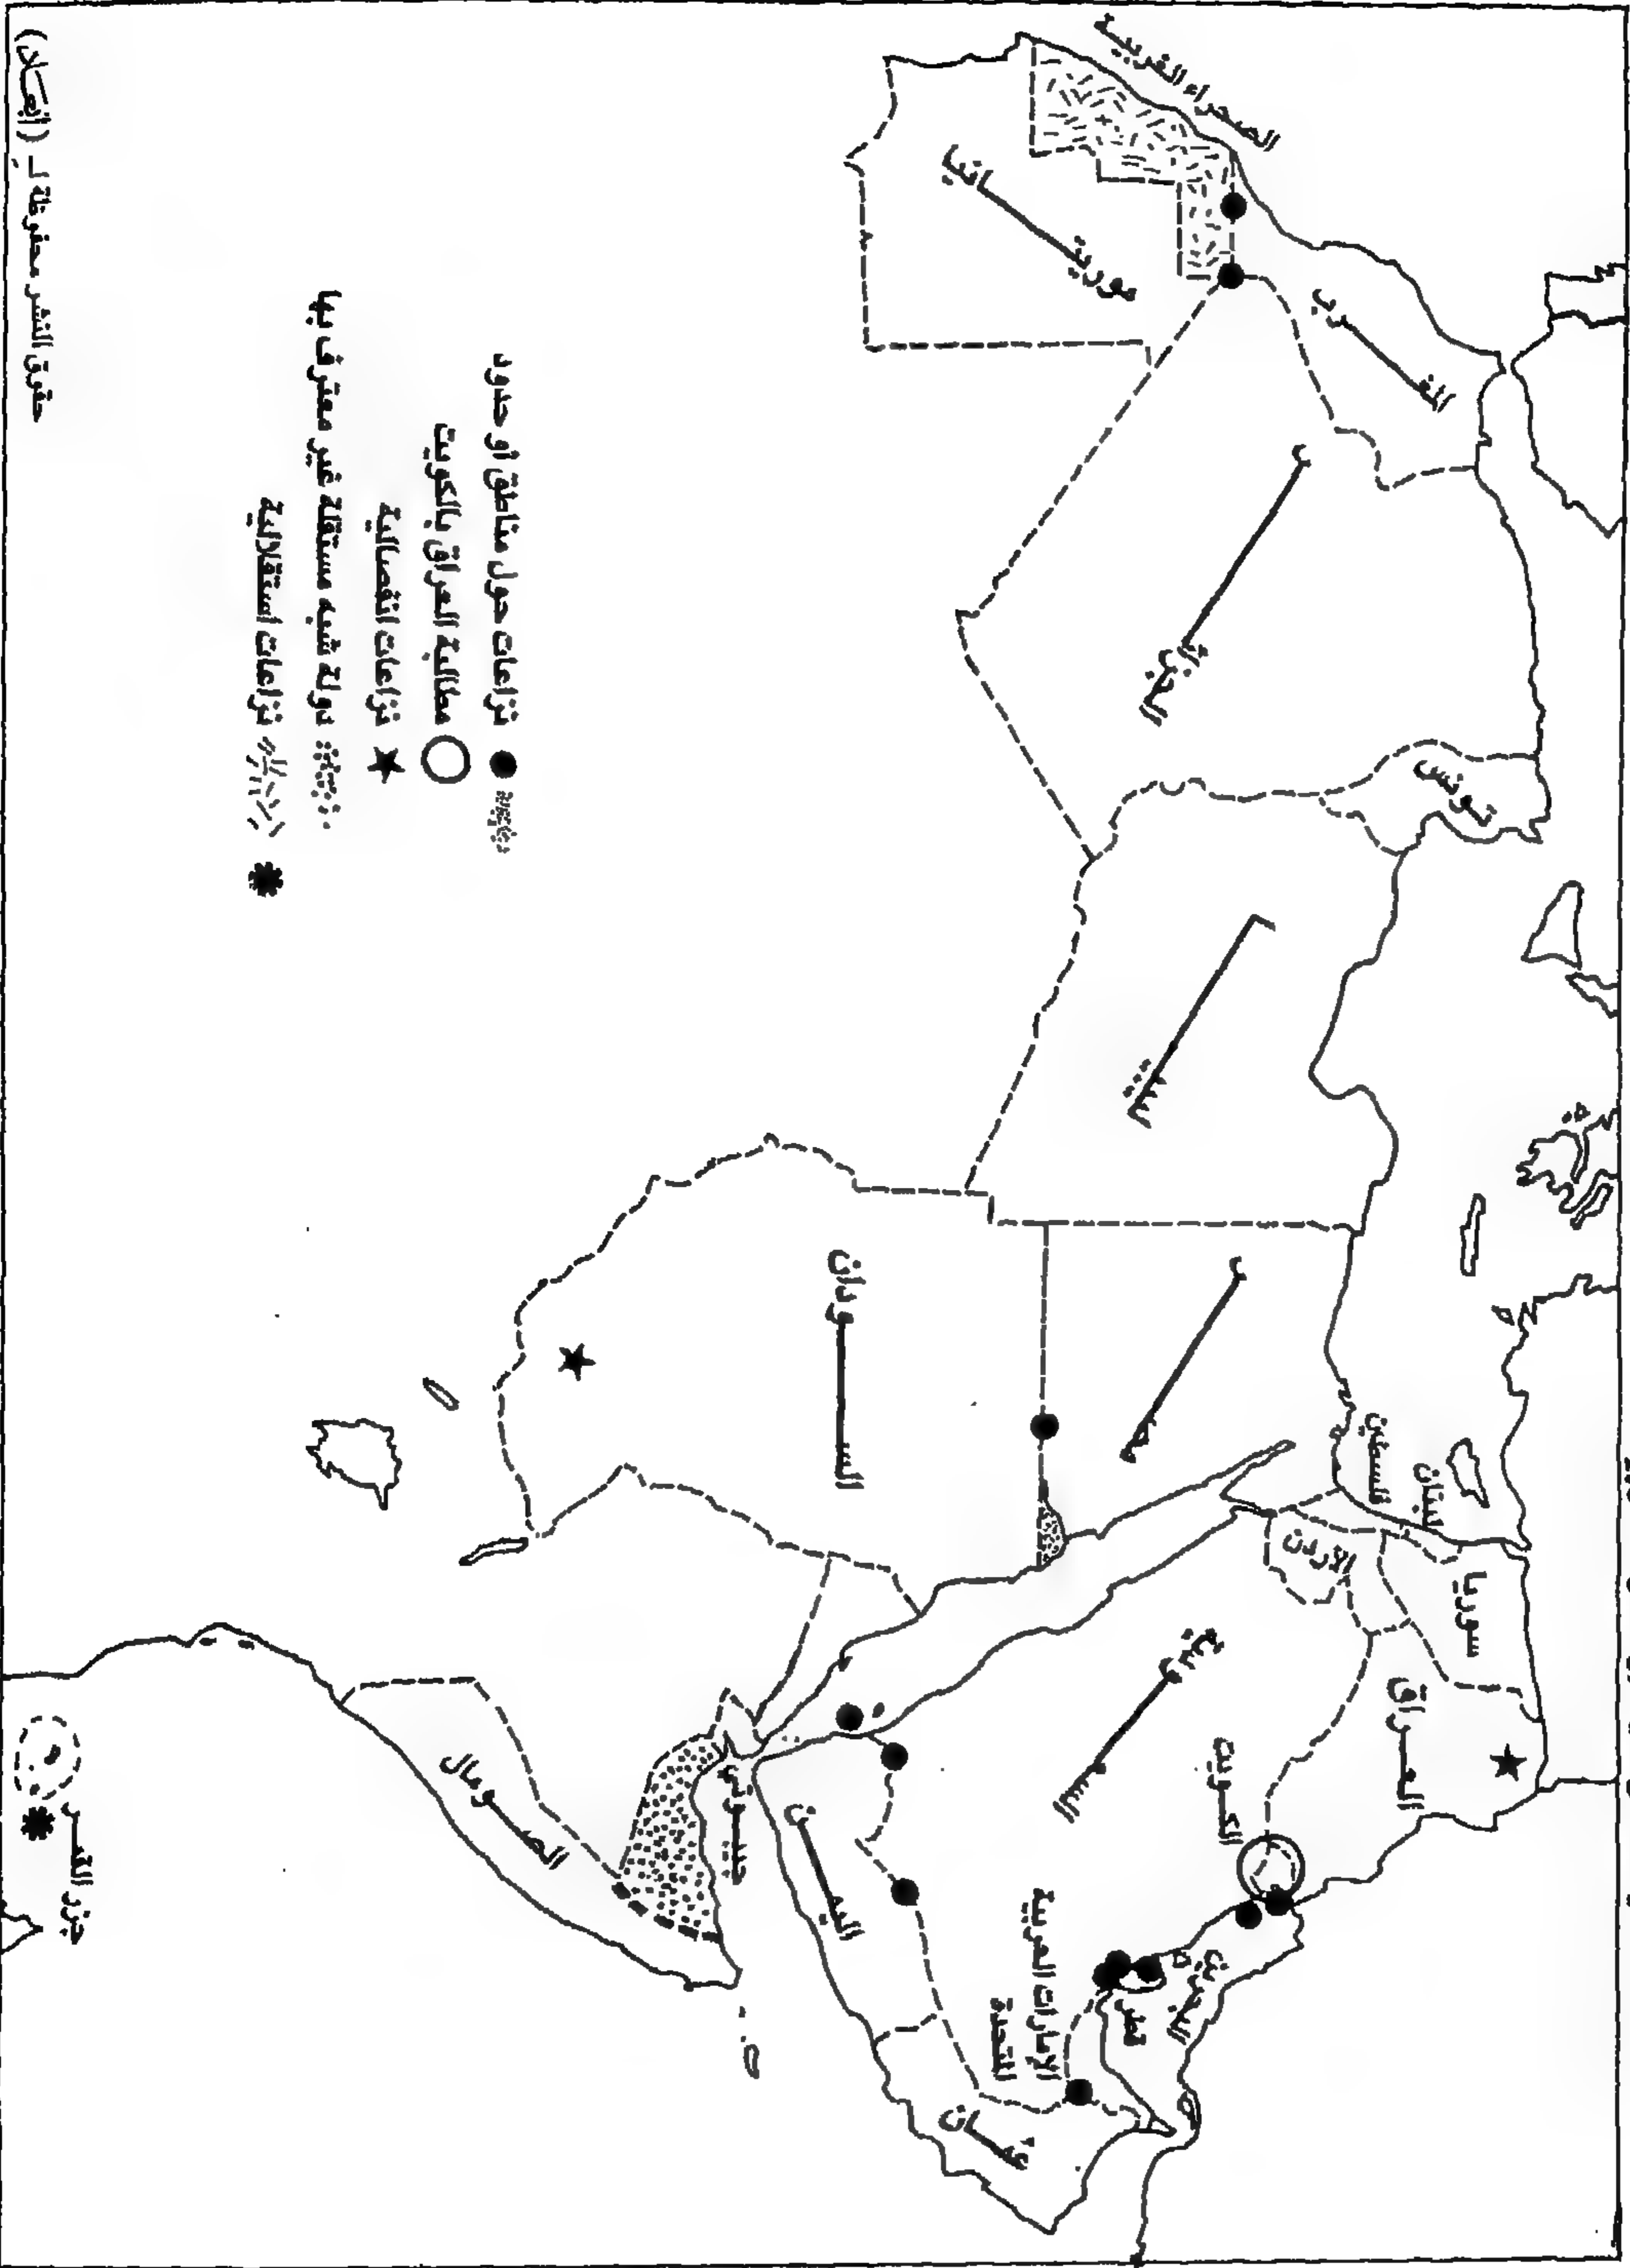 الصحراء الغربية
المغرب
موريتانيا
الجزائر
تونس
ليبيا
مصر
السودان
فلسطين
لبنان
الأردن
سوريا
العراق
الكويت
السعودية
البحرين
قطر
الإمارات العربية
المتحدة
عمان
اليمن
جيبوتي
الصومال
جزر القمر
نزاعات حول مناطق أو حدود
مطالبة العراق بالكويت
نزاعات انفصالية
دولة شبه مستقلة غير معترف بها
نزاعات استقلالية
حقوق النشر محفوظة لـ (افكار)